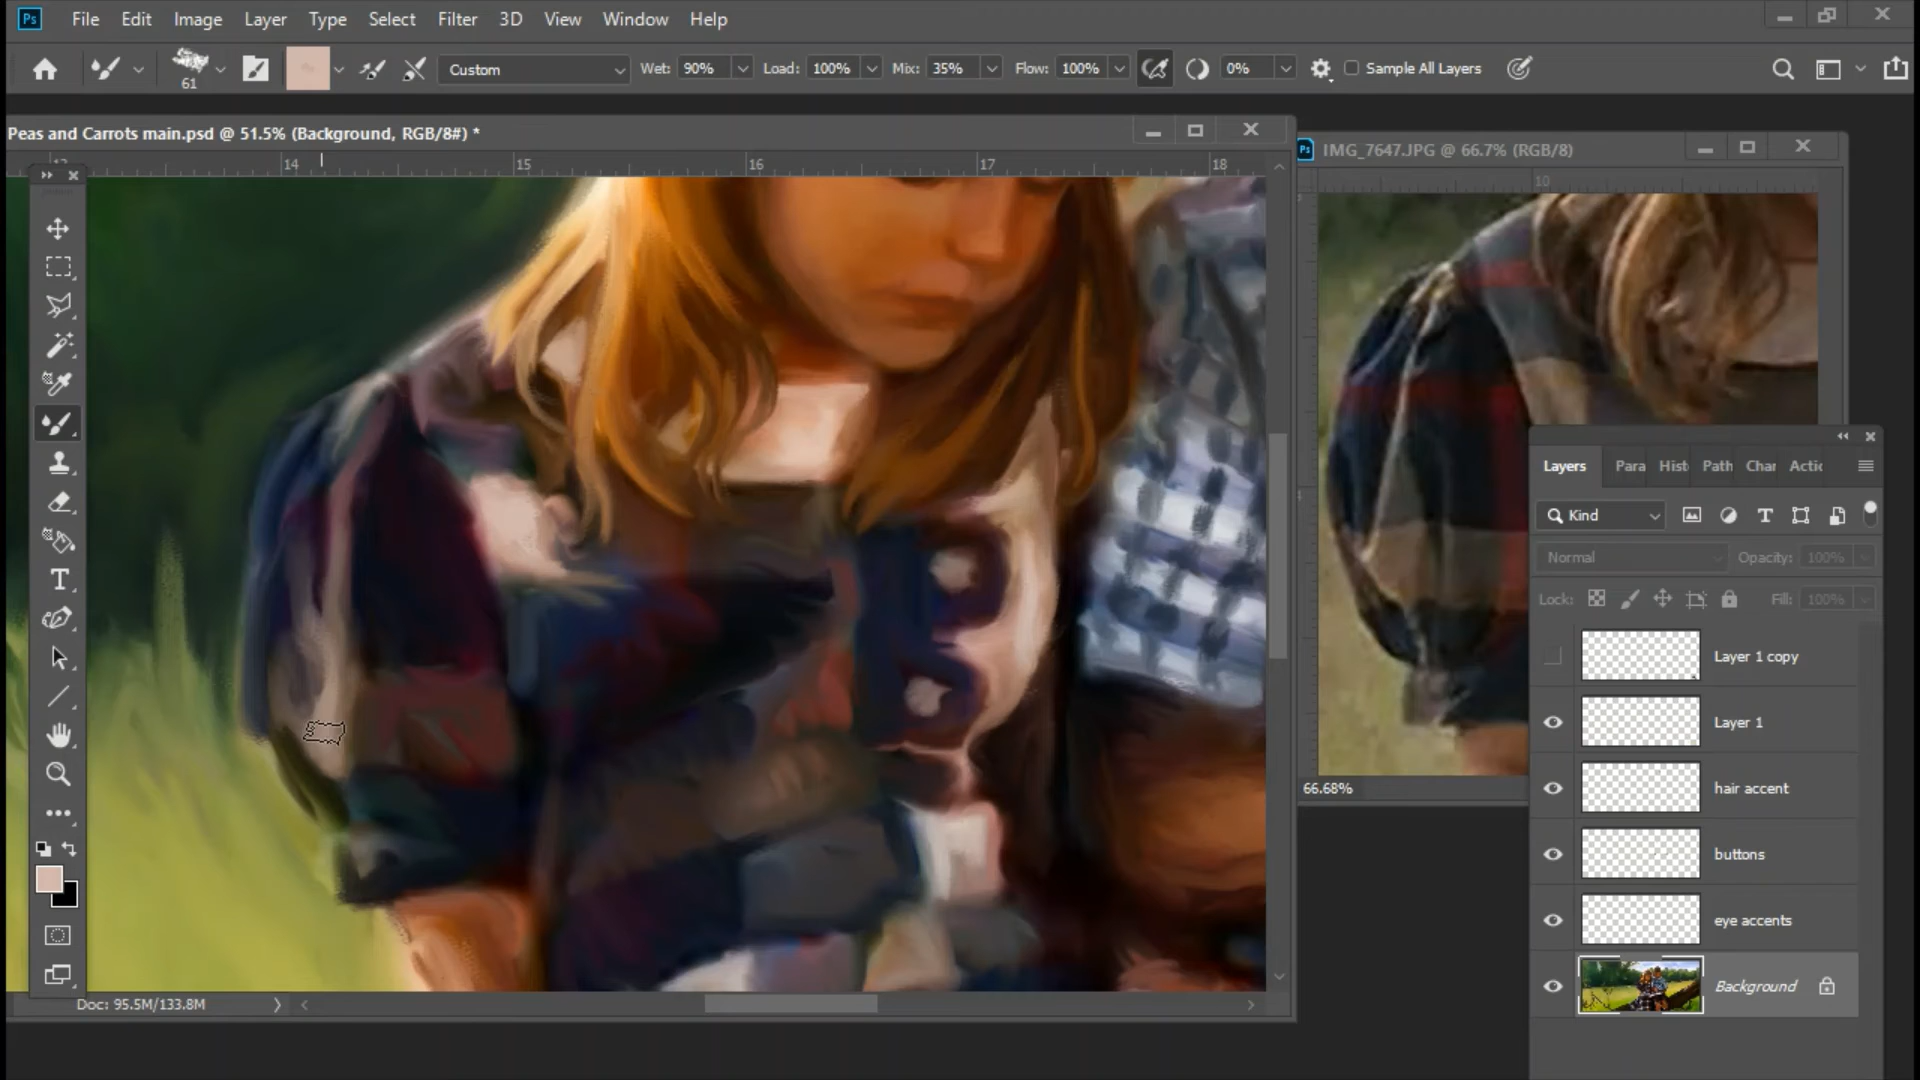 Ps File Edit Image Layer Type Select Filter 3D View Window Help
61 Custom Wet: 90% Load: 100% Mix: 35% Flow: 100% 0% Sample All Layers
Peas and Carrots main.psd @ 51.5% (Background, RGB/8#) *
Ps IMG_7647.JPG @ 66.7% (RGB/8)
13 14 15 16 17 18
10
Layers Para Hist Path Char Actic
Kind
Normal Opacity: 100%
Lock: Fill: 100%
Layer 1 copy
Layer 1
66.68%
hair accent
buttons
eye accents
Background
Doc: 95.5M/133.8M